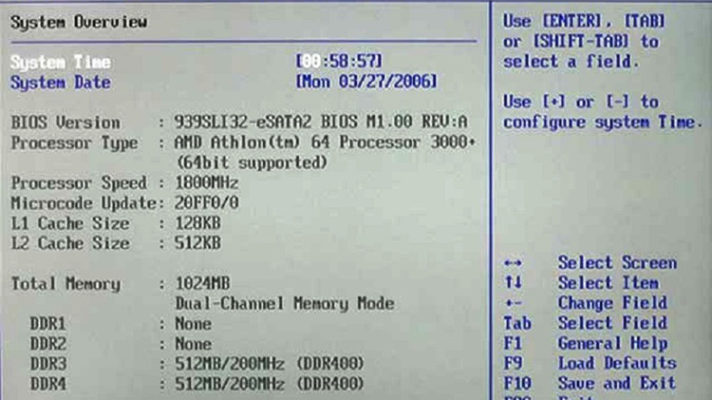 System Overview
System Time [00:58:57]
System Date [Mon 03/27/2006]
BIOS Version : 939SLI32-eSATA2 BIOS M1.00 REV:A
Processor Type : AMD Athlon(tm) 64 Processor 3000+
(64bit supported)
Processor Speed : 1800MHz
Microcode Update: 20FF0/0
L1 Cache Size : 128KB
L2 Cache Size : 512KB
Total Memory : 1024MB
Dual-Channel Memory Mode
DDR1 : None
DDR2 : None
DDR3 : 512MB/200MHz (DDR400)
DDR4 : 512MB/200MHz (DDR400)
Use [ENTER], [TAB]
or [SHIFT-TAB] to
select a field.
Use [+] or [-] to
configure system Time.
↔ Select Screen
↑↓ Select Item
+- Change Field
Tab Select Field
F1 General Help
F9 Load Defaults
F10 Save and Exit